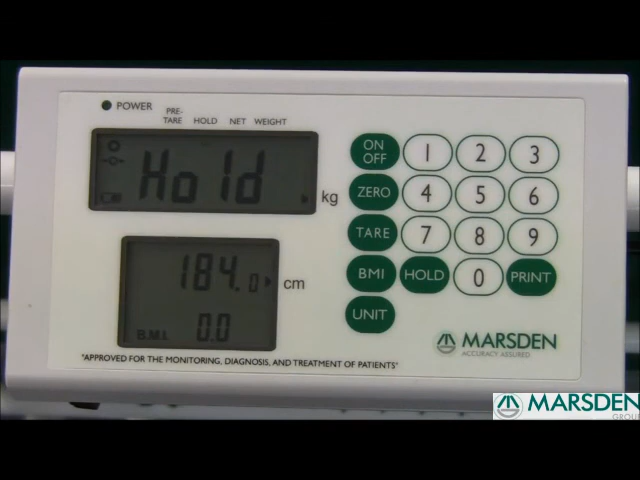 POWER
PRE-
TARE HOLD NET WEIGHT
Hold kg
184.0 cm
B.M.I. 0.0
ON
OFF 1 2 3
ZERO 4 5 6
TARE 7 8 9
BMI HOLD 0 PRINT
UNIT
MARSDEN
ACCURACY ASSURED
"APPROVED FOR THE MONITORING, DIAGNOSIS, AND TREATMENT OF PATIENTS"
MARSDEN
GROUP